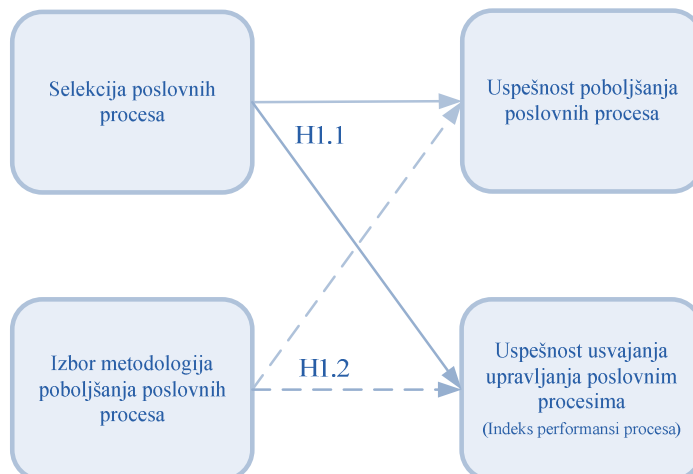 Selekcija poslovnih
procesa
Uspešnost poboljšanja
poslovnih procesa
H1.1
Izbor metodologija
poboljšanja poslovnih
procesa
H1.2
Uspešnost usvajanja
upravljanja poslovnim
procesima
(Indeks performansi procesa)